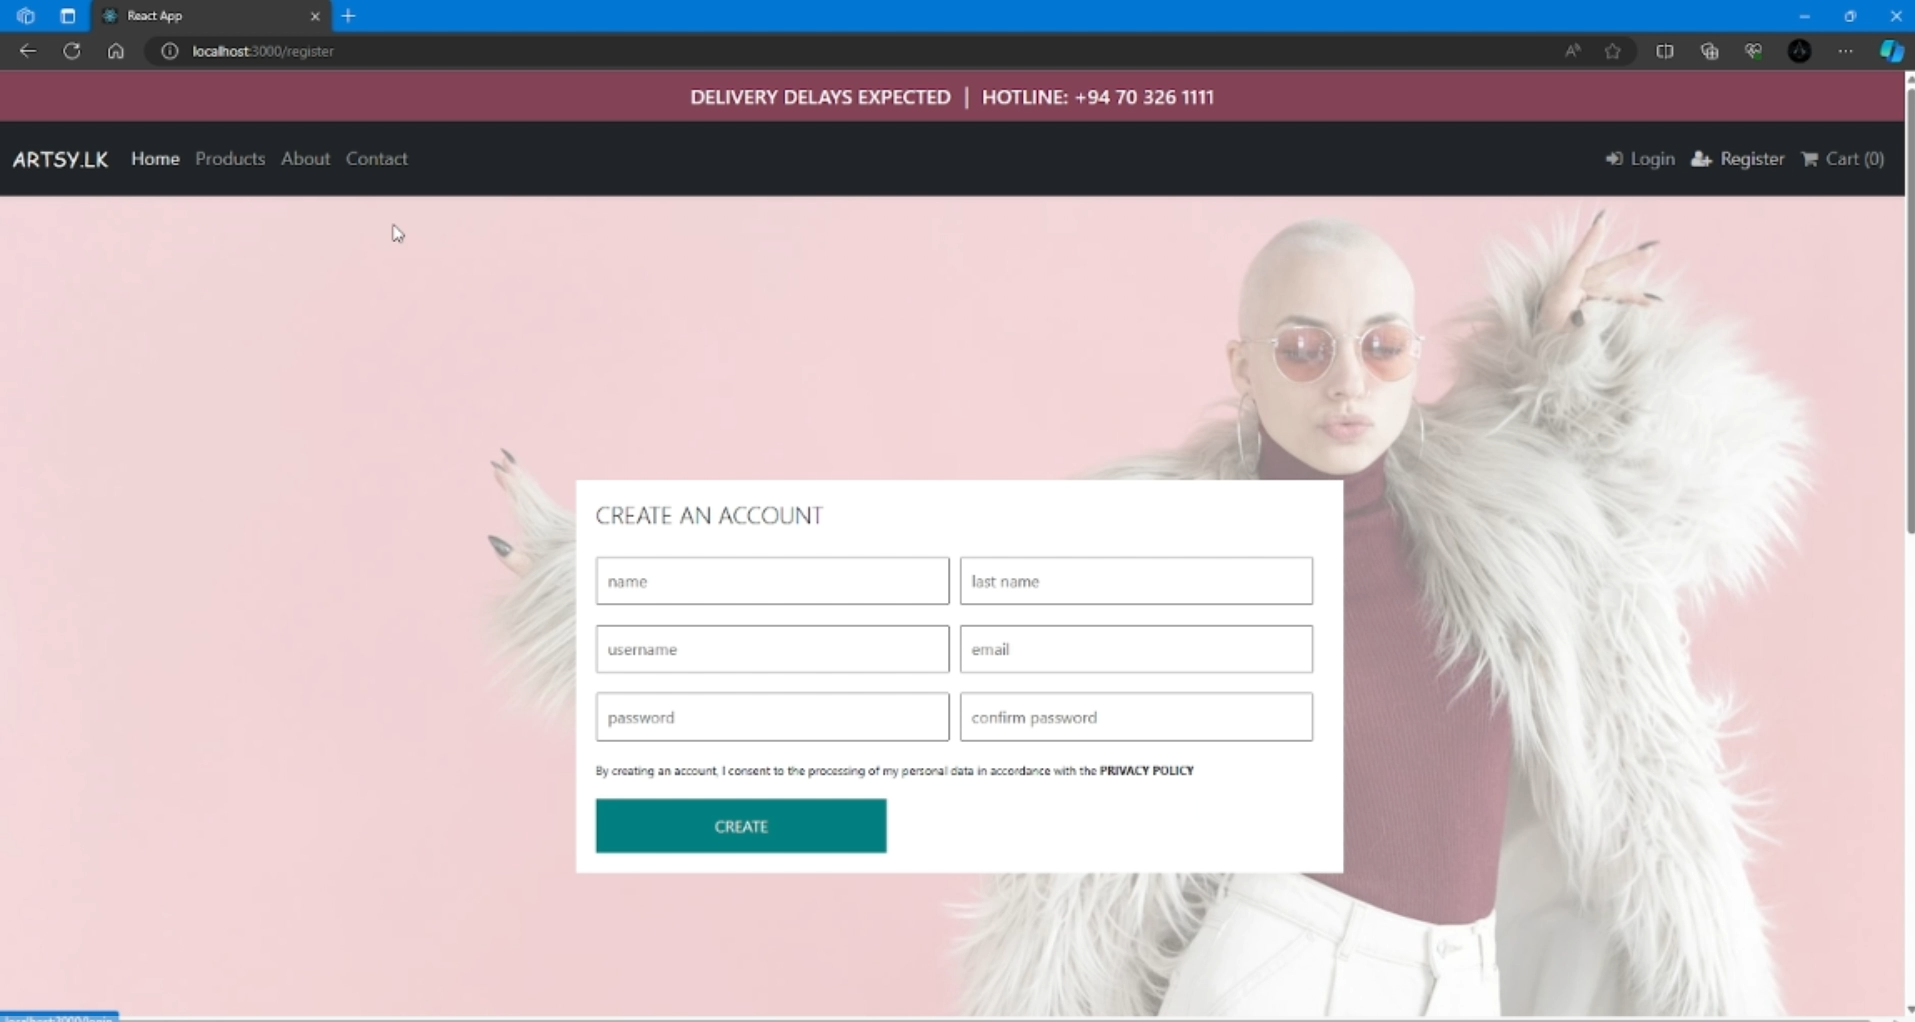 React App
localhost:3000/register
DELIVERY DELAYS EXPECTED | HOTLINE: +94 70 326 1111
ARTSY.LK Home Products About Contact Login Register Cart (0)
CREATE AN ACCOUNT
name last name
username email
password confirm password
By creating an account, I consent to the processing of my personal data in accordance with the PRIVACY POLICY
CREATE